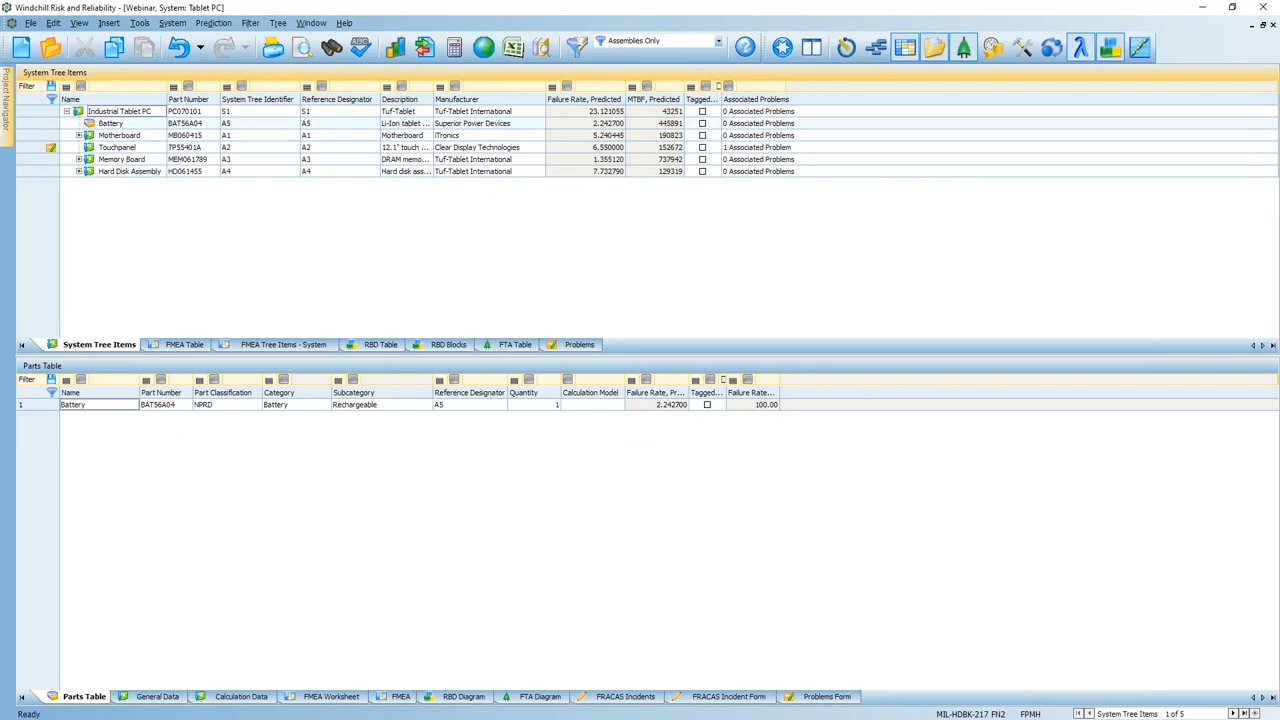 Windchill Risk and Reliability - [Webinar, System: Tablet PC]
File Edit View Insert Tools System Prediction Filter Tree Window Help
ABC Assemblies Only
Project Navigator
System Tree Items
Filter
Name Part Number System Tree Identifier Reference Designator Description Manufacturer Failure Rate, Predicted MTBF, Predicted Tagged... Associated Problems
Industrial Tablet PC PC070101 S1 S1 Tuf-Tablet Tuf-Tablet International 23.121055 43251 0 Associated Problems
Battery BAT56A04 A5 A5 Li-Ion tablet ... Superior Power Devices 2.242700 445891 0 Associated Problems
Motherboard MB060415 A1 A1 Motherboard iTronics 5.240445 190823 0 Associated Problems
Touchpanel TP55401A A2 A2 12.1" touch ... Clear Display Technologies 6.550000 152672 1 Associated Problem
Memory Board MEM061789 A3 A3 DRAM memo... Tuf-Tablet International 1.355120 737942 0 Associated Problems
Hard Disk Assembly HD061455 A4 A4 Hard disk ass... Tuf-Tablet International 7.732790 129319 0 Associated Problems
System Tree Items FMEA Table FMEA Tree Items - System RBD Table RBD Blocks FTA Table Problems
Parts Table
Filter
Name Part Number Part Classification Category Subcategory Reference Designator Quantity Calculation Model Failure Rate, Pr... Tagged... Failure Rate...
1 Battery BAT56A04 NPRD Battery Rechargeable A5 1 2.242700 100.00
Parts Table General Data Calculation Data FMEA Worksheet FMEA RBD Diagram FTA Diagram FRACAS Incidents FRACAS Incident Form Problems Form
Ready MIL-HDBK-217 FN2 FPMH System Tree Items 1 of 5